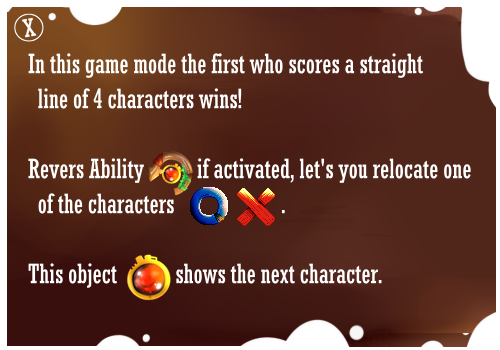 X
In this game mode the first who scores a straight
line of 4 characters wins!
Revers Ability if activated, let's you relocate one
of the characters O X .
This object shows the next character.